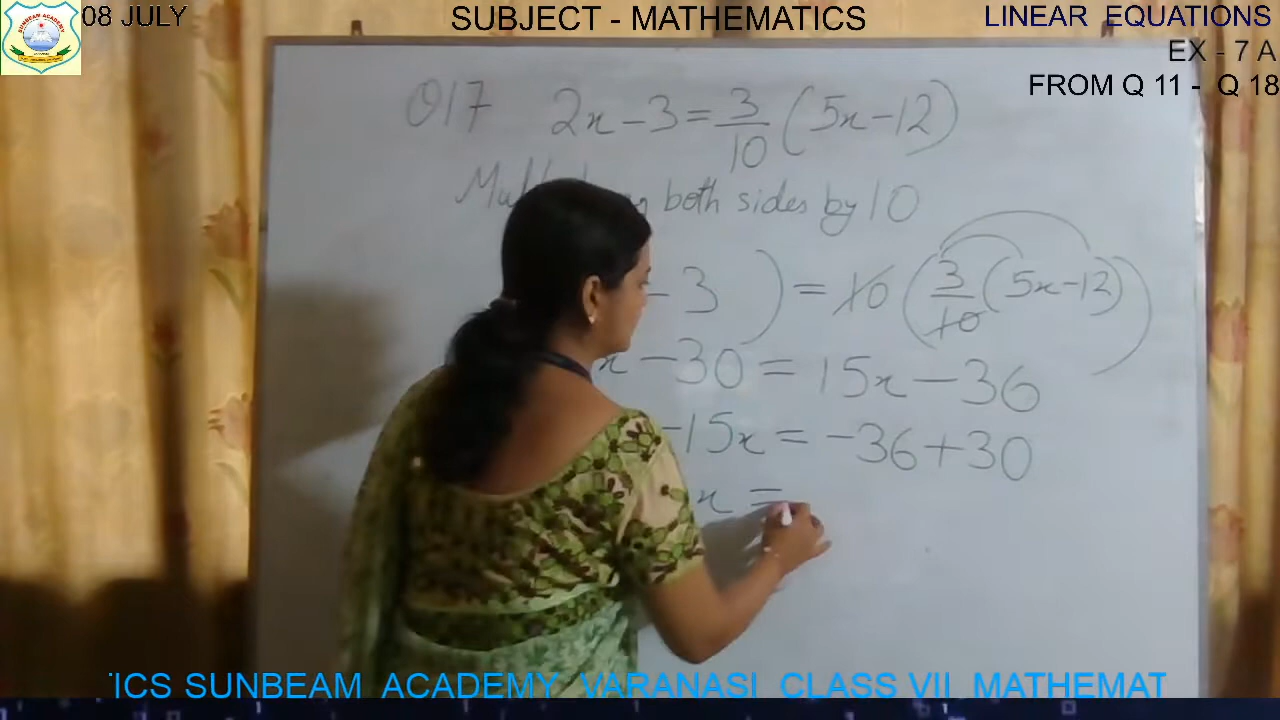 08 JULY
SUBJECT - MATHEMATICS
LINEAR EQUATIONS
EX - 7 A
FROM Q 11 - Q 18
SUNBEAM ACADEMY
Q17 2x-3=3/10(5x-12)
both sides by 10
- 3 ) = 10(3/10(5x-12))
x-30=15x-36
-15x=-36+30
x =
ICS SUNBEAM ACADEMY VARANASI CLASS VII MATHEMAT